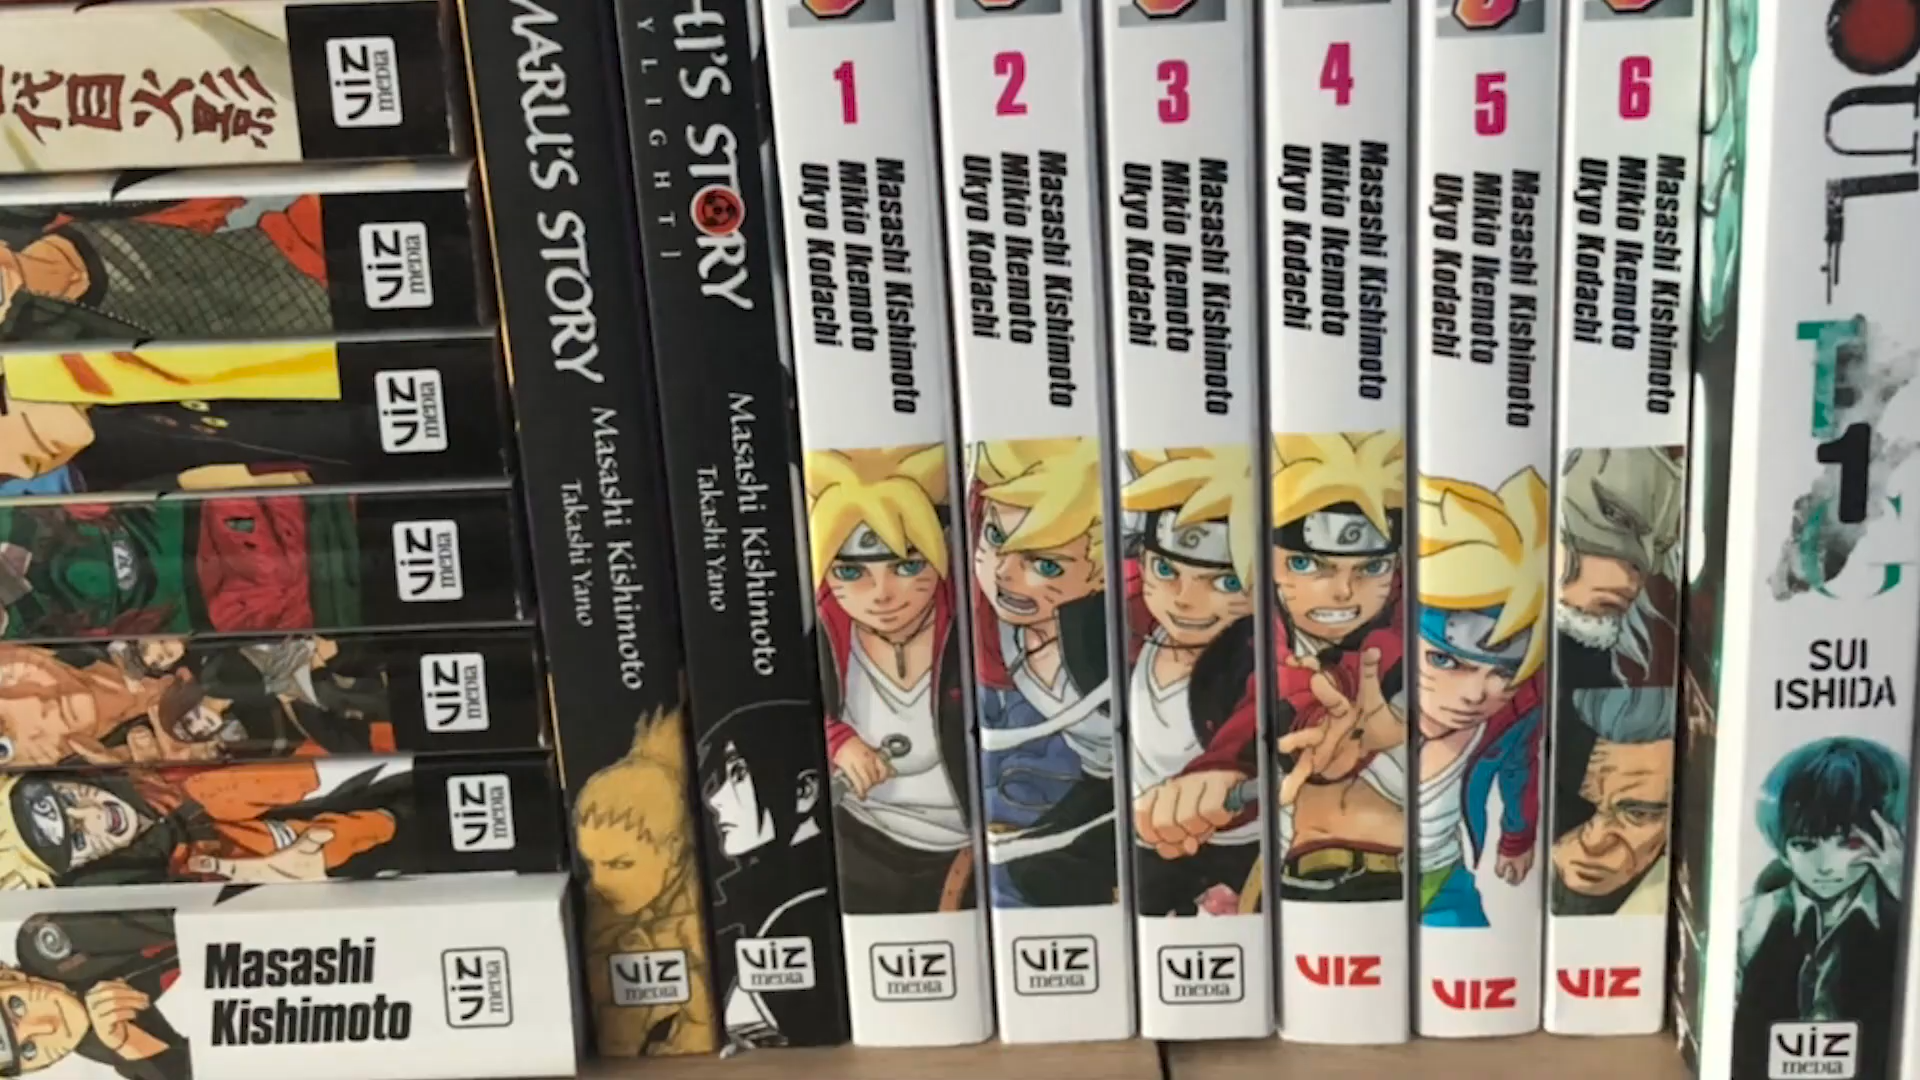 代目火影
VIZ media
VIZ media
VIZ media
VIZ media
VIZ media
VIZ media
Masashi
Kishimoto
VIZ media
MARU'S STORY
Masashi Kishimoto
Takashi Yano
VIZ media
HI'S STORY
YLIGHT]
Masashi Kishimoto
Takashi Yano
VIZ media
1
Masashi Kishimoto
Mikio Ikemoto
Ukyo Kodachi
VIZ media
2
Masashi Kishimoto
Mikio Ikemoto
Ukyo Kodachi
VIZ media
3
Masashi Kishimoto
Mikio Ikemoto
Ukyo Kodachi
VIZ media
4
Masashi Kishimoto
Mikio Ikemoto
Ukyo Kodachi
VIZ
5
Masashi Kishimoto
Mikio Ikemoto
Ukyo Kodachi
VIZ
6
Masashi Kishimoto
Mikio Ikemoto
Ukyo Kodachi
VIZ
OUL
1
SUI
ISHIDA
VIZ media